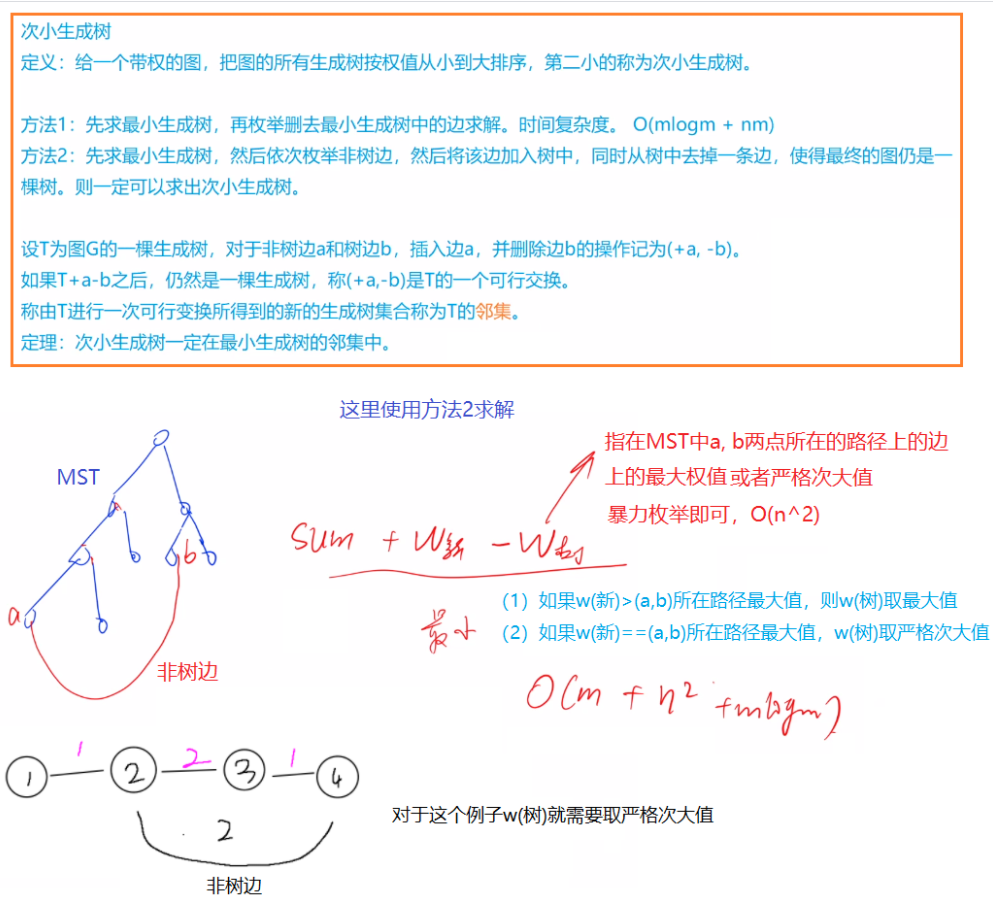 次小生成树
定义：给一个带权的图，把图的所有生成树按权值从小到大排序，第二小的称为次小生成树。
方法1：先求最小生成树，再枚举删去最小生成树中的边求解。时间复杂度。 O(mlogm + nm)
方法2：先求最小生成树，然后依次枚举非树边，然后将该边加入树中，同时从树中去掉一条边，使得最终的图仍是一
棵树。则一定可以求出次小生成树。
设T为图G的一棵生成树，对于非树边a和树边b，插入边a，并删除边b的操作记为(+a, -b)。
如果T+a-b之后，仍然是一棵生成树，称(+a,-b)是T的一个可行交换。
称由T进行一次可行变换所得到的新的生成树集合称为T的邻集。
定理：次小生成树一定在最小生成树的邻集中。
这里使用方法2求解
指在MST中a, b两点所在的路径上的边
上的最大权值 或者严格次大值
暴力枚举即可，O(n^2)
MST
sum + W新 - W树
a
b
非树边
（1）如果w(新)>(a,b)所在路径最大值，则w(树)取最大值
（2）如果w(新)==(a,b)所在路径最大值，w(树)取严格次大值
最小
O(m + n² + mlogm)
1 2 1
1 2 3 4
2
对于这个例子w(树)就需要取严格次大值
非树边